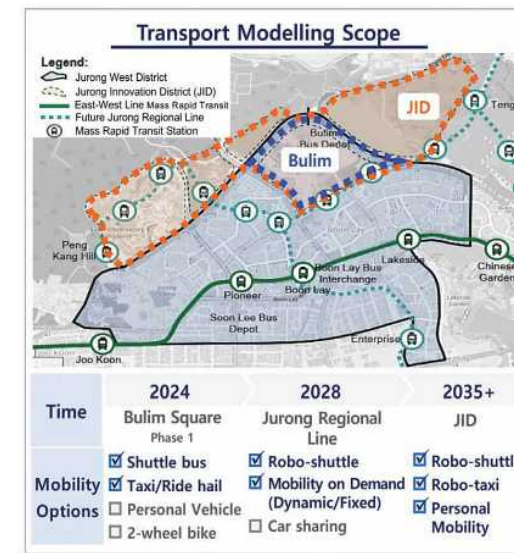 Transport Modelling Scope
Legend:
Jurong West District
Jurong Innovation District (JID)
East-West Line Mass Rapid Transit
Future Jurong Regional Line
Mass Rapid Transit Station
JID
Teng
Bulim
Bus Depot
Bulim
Peng
Kang Hill
Lakeside
Boon Lay Bus
Interchange
Chinese
Garden
Pioneer
Boon Lay
Soon Lee Bus
Depot
Enterprise
Joo Koon
Time
2024
2028
2035+
Bulim Square
Phase 1
Jurong Regional
Line
JID
Mobility
Options
Shuttle bus
Taxi/Ride hail
Personal Vehicle
2-wheel bike
Robo-shuttle
Mobility on Demand
(Dynamic/Fixed)
Car sharing
Robo-shuttl
Robo-taxi
Personal
Mobility